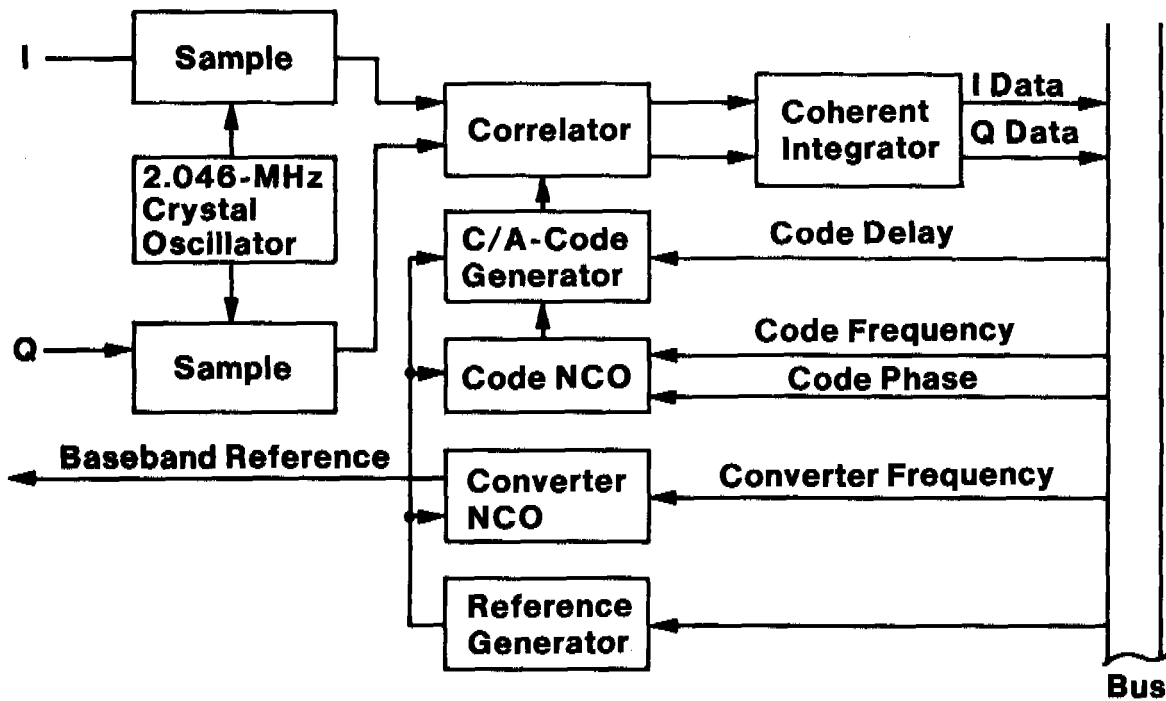 I
Sample
2.046-MHz
Crystal
Oscillator
Q
Sample
Correlator
Coherent
Integrator
I Data
Q Data
C/A-Code
Generator
Code Delay
Code NCO
Code Frequency
Code Phase
Baseband Reference
Converter
NCO
Converter Frequency
Reference
Generator
Bus